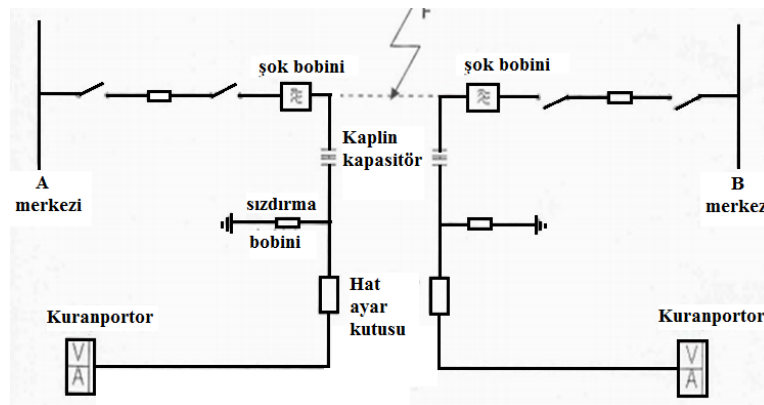 F
şok bobini
şok bobini
Kaplin
kapasitör
A
merkezi
B
merkezi
sızdırma
bobini
Hat
ayar
kutusu
Kuranportor
Kuranportor
V
A
V
A